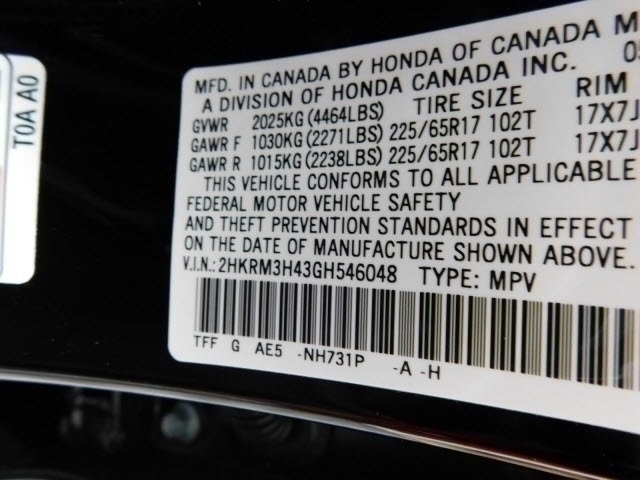 T0A A0
MFD. IN CANADA BY HONDA OF CANADA M
A DIVISION OF HONDA CANADA INC. 05
GVWR 2025KG (4464LBS) TIRE SIZE RIM
GAWR F 1030KG (2271LBS) 225/65R17 102T 17X7J
GAWR R 1015KG (2238LBS) 225/65R17 102T 17X7J
THIS VEHICLE CONFORMS TO ALL APPLICABLE
FEDERAL MOTOR VEHICLE SAFETY
AND THEFT PREVENTION STANDARDS IN EFFECT
ON THE DATE OF MANUFACTURE SHOWN ABOVE.
V.I.N.: 2HKRM3H43GH546048 TYPE: MPV
TFF G AE5 -NH731P -A -H